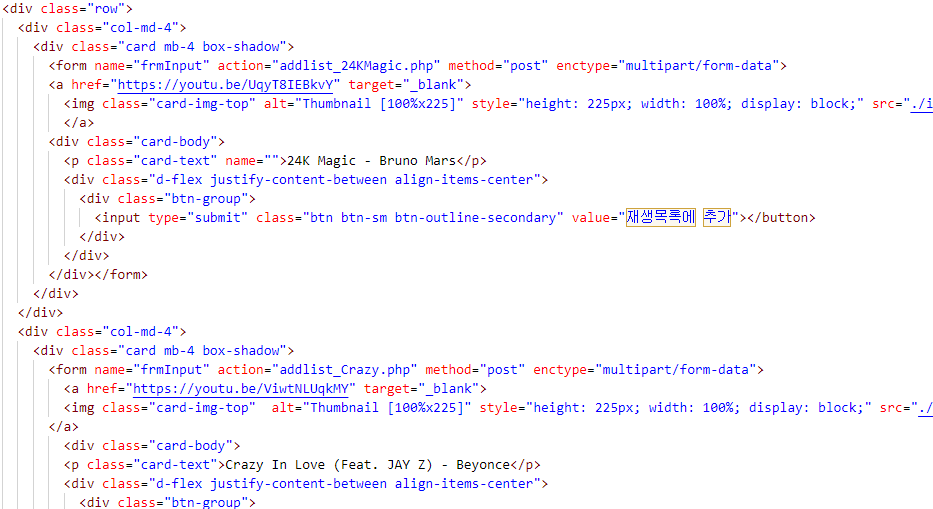 <div class="row">
<div class="col-md-4">
<div class="card mb-4 box-shadow">
<form name="frmInput" action="addlist_24KMagic.php" method="post" enctype="multipart/form-data">
<a href="https://youtu.be/UqyT8IEBkvY" target="_blank">
<img class="card-img-top" alt="Thumbnail [100%x225]" style="height: 225px; width: 100%; display: block;" src="./i
</a>
<div class="card-body">
<p class="card-text" name="">24K Magic - Bruno Mars</p>
<div class="d-flex justify-content-between align-items-center">
<div class="btn-group">
<input type="submit" class="btn btn-sm btn-outline-secondary" value="재생목록에 추가"></button>
</div>
</div>
</div></form>
</div>
</div>
<div class="col-md-4">
<div class="card mb-4 box-shadow">
<form name="frmInput" action="addlist_Crazy.php" method="post" enctype="multipart/form-data">
<a href="https://youtu.be/ViwtNLUqkMY" target="_blank">
<img class="card-img-top"  alt="Thumbnail [100%x225]" style="height: 225px; width: 100%; display: block;" src="./
</a>
<div class="card-body">
<p class="card-text">Crazy In Love (Feat. JAY Z) - Beyonce</p>
<div class="d-flex justify-content-between align-items-center">
<div class="btn-group">